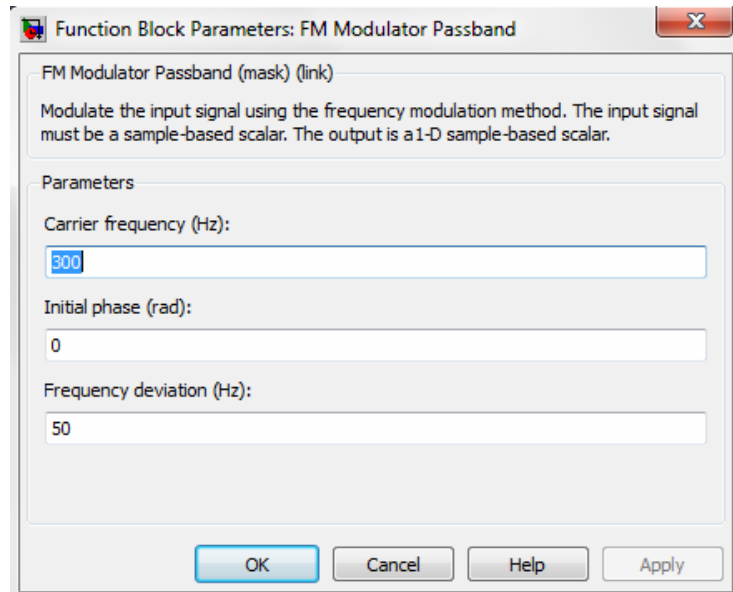 Function Block Parameters: FM Modulator Passband
FM Modulator Passband (mask) (link)
Modulate the input signal using the frequency modulation method. The input signal
must be a sample-based scalar. The output is a1-D sample-based scalar.
Parameters
Carrier frequency (Hz):
300
Initial phase (rad):
0
Frequency deviation (Hz):
50
OK Cancel Help Apply